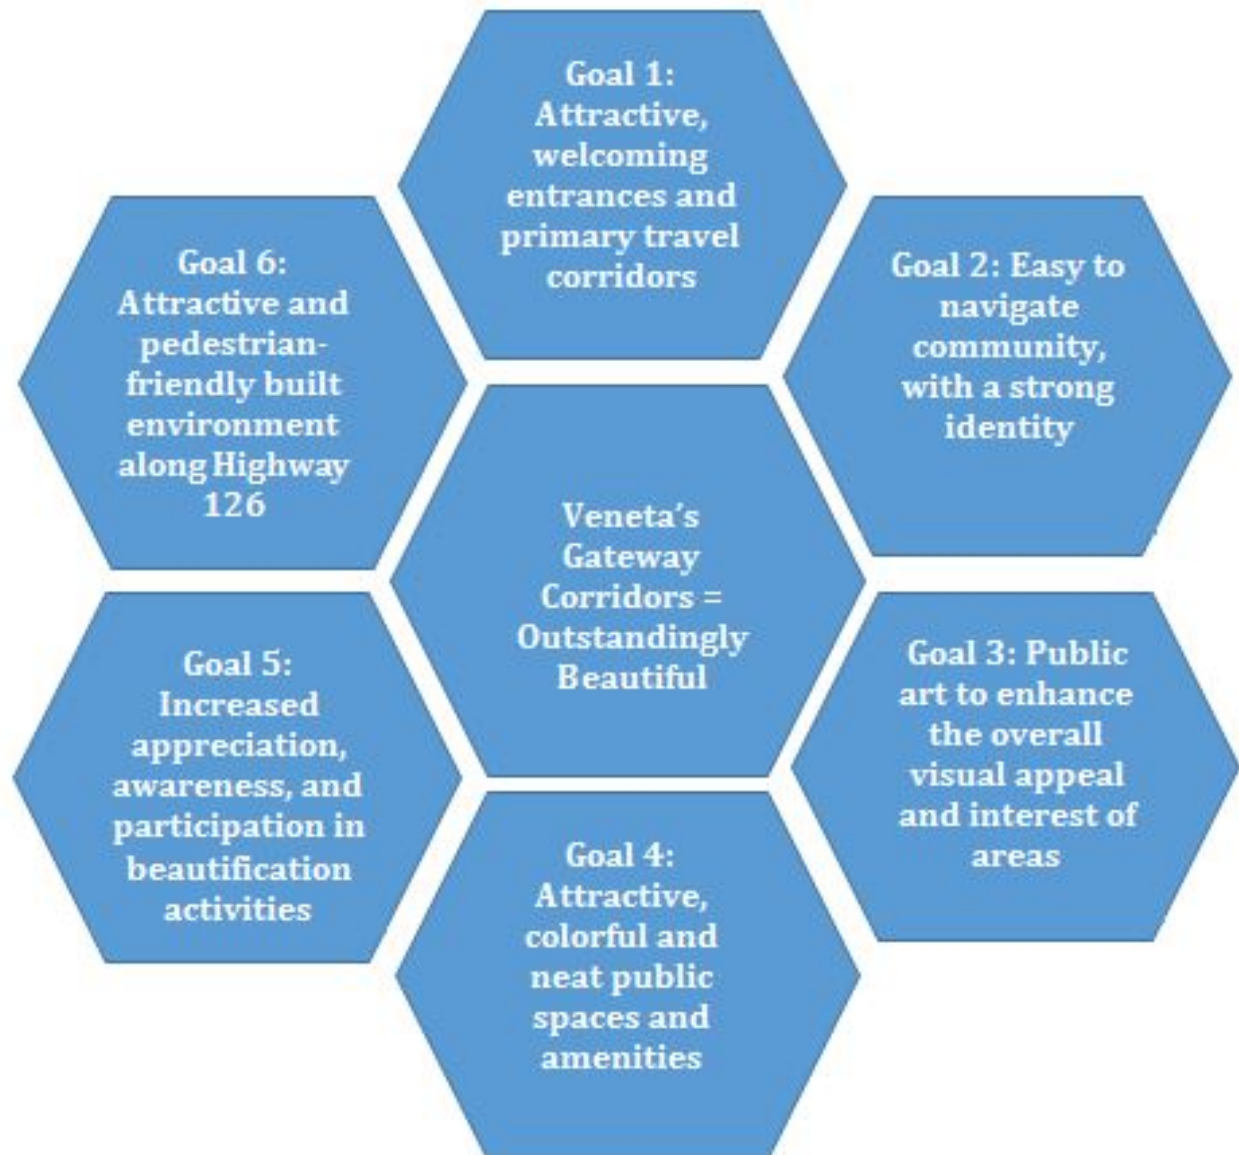 Goal 1:
Attractive,
welcoming
entrances and
primary travel
corridors
Goal 2: Easy to
navigate
community,
with a strong
identity
Goal 3: Public
art to enhance
the overall
visual appeal
and interest of
areas
Goal 4:
Attractive,
colorful and
neat public
spaces and
amenities
Goal 5:
Increased
appreciation,
awareness, and
participation in
beautification
activities
Goal 6:
Attractive and
pedestrian-
friendly built
environment
along Highway
126
Veneta’s
Gateway
Corridors =
Outstandingly
Beautiful